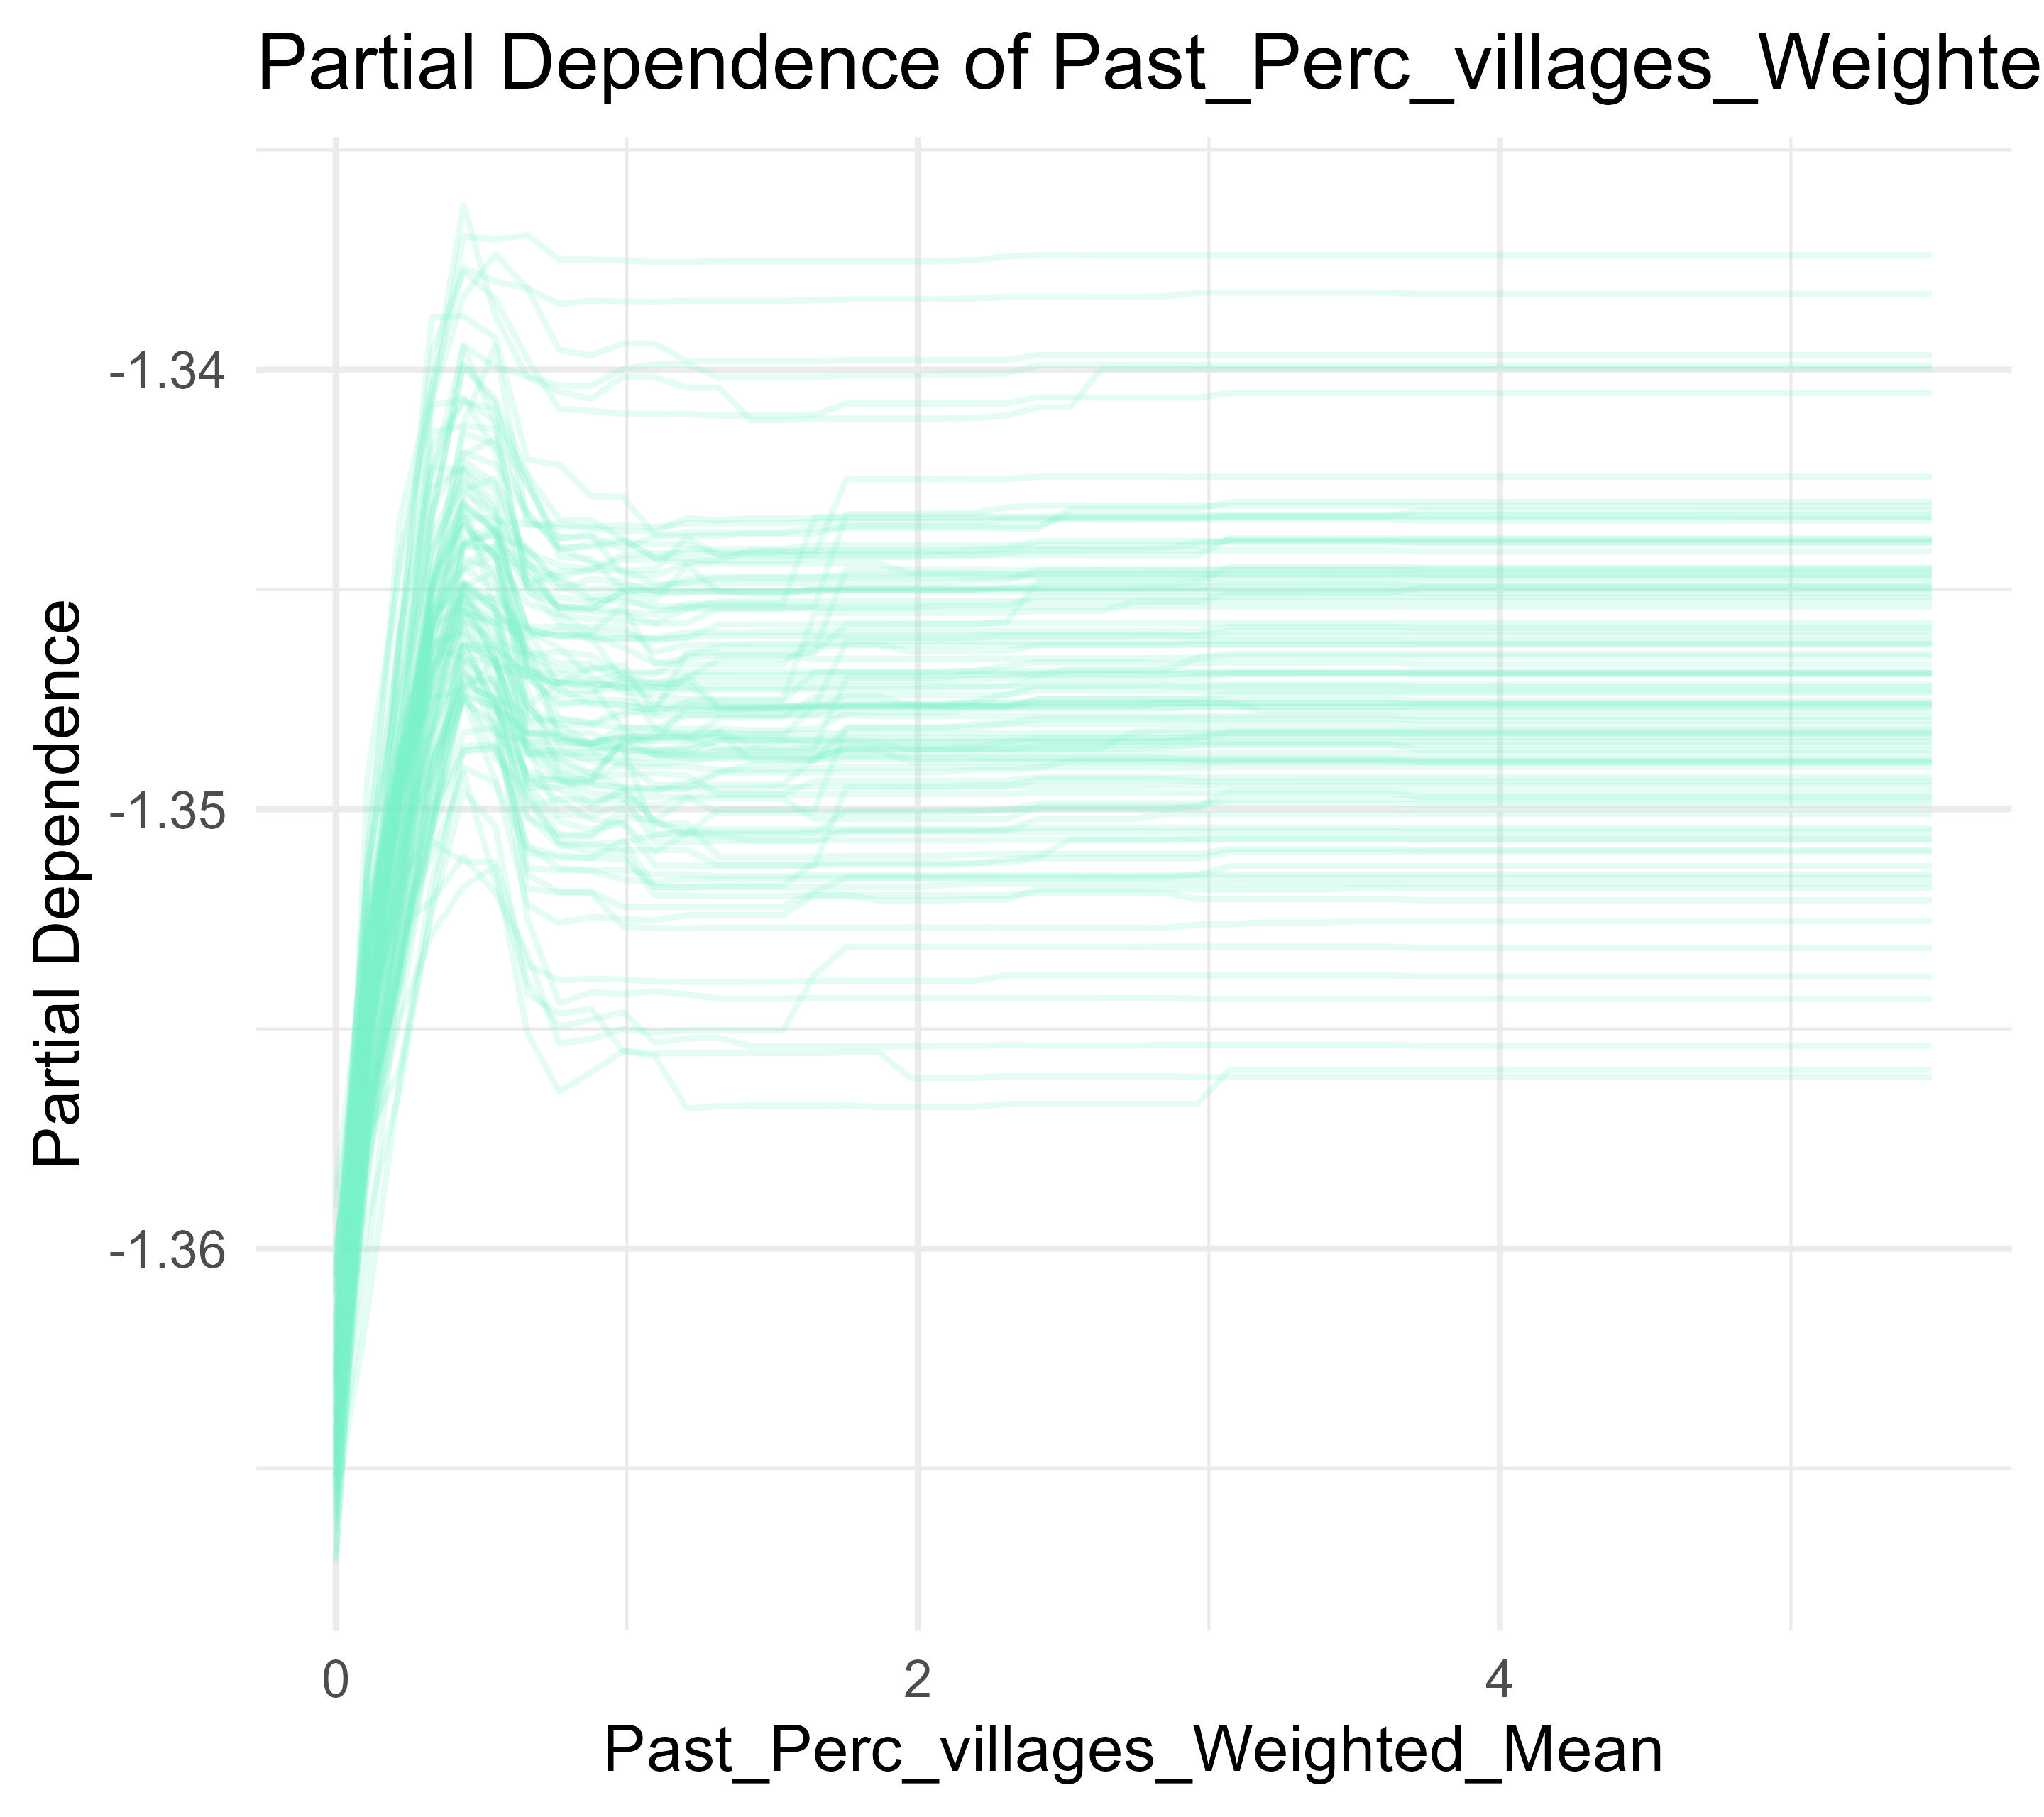 Partial Dependence of Past_Perc_villages_Weighte
Partial Dependence
-1.34
-1.35
-1.36
0 2 4
Past_Perc_villages_Weighted_Mean